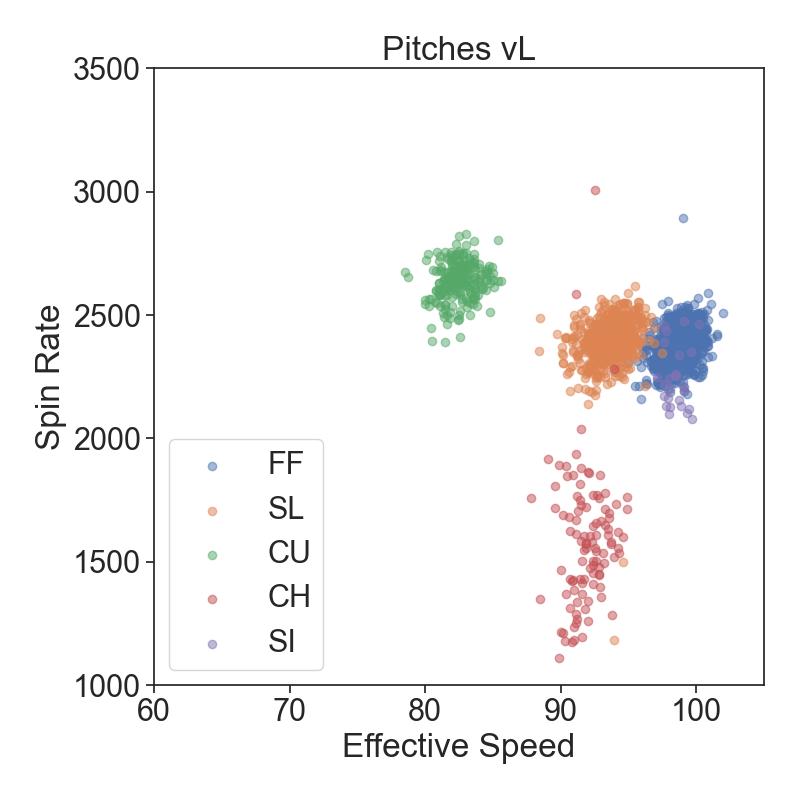 Pitches vL
3500
3000
2500
2000
1500
1000
Spin Rate
FF
SL
CU
CH
SI
60 70 80 90 100
Effective Speed